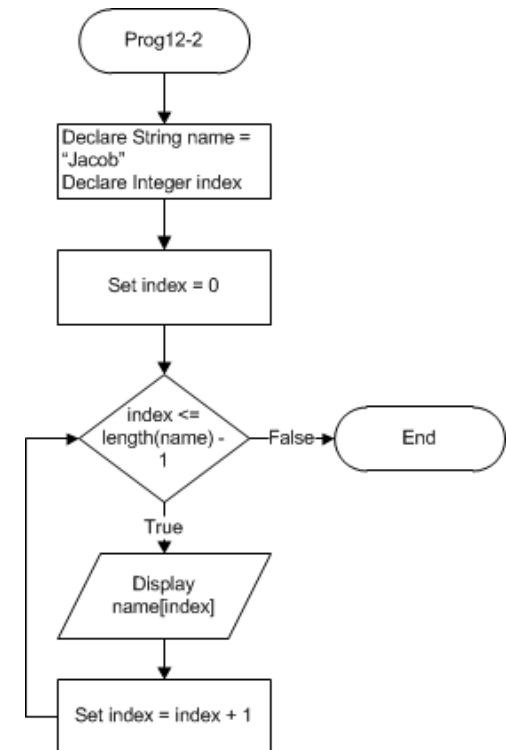 Prog12-2
Declare String name =
“Jacob”
Declare Integer index
Set index = 0
index <=
length(name) -
1
False
End
True
Display
name[index]
Set index = index + 1